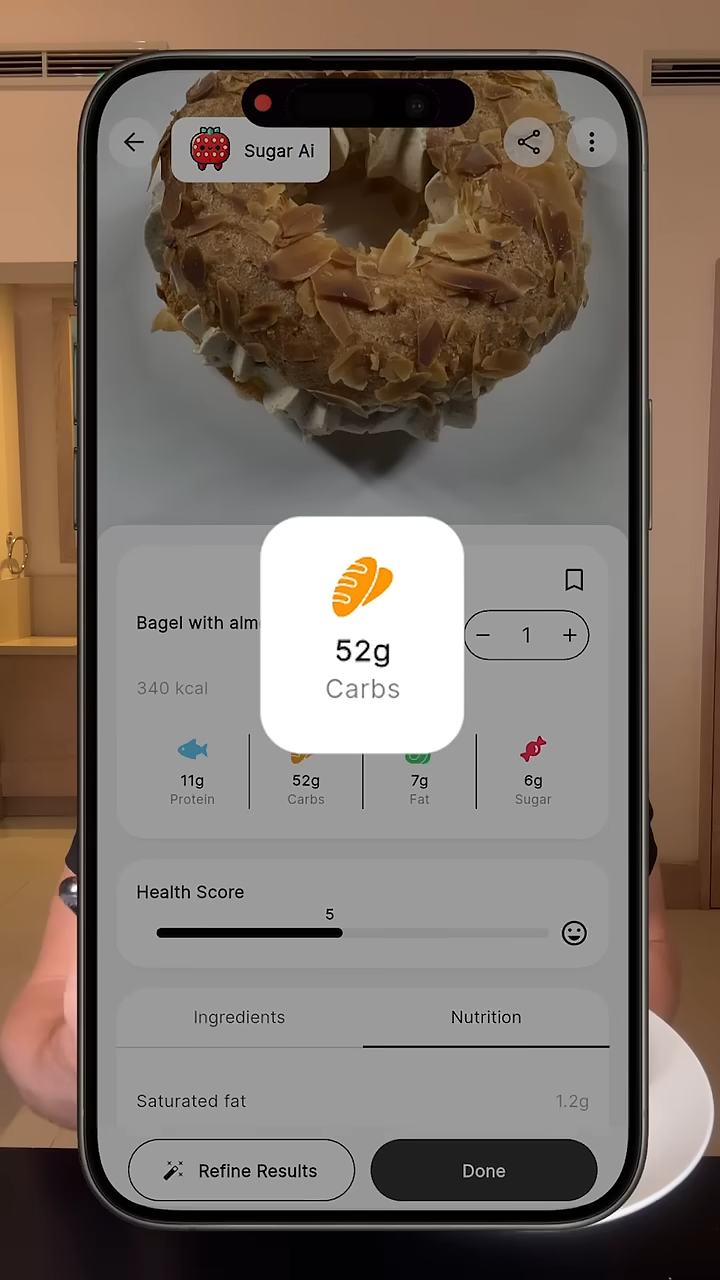 Sugar Ai
Bagel with alm
1
340 kcal
52g
Carbs
11g
Protein
52g
Carbs
7g
Fat
6g
Sugar
Health Score
5
Ingredients
Nutrition
Saturated fat
1.2g
Refine Results
Done